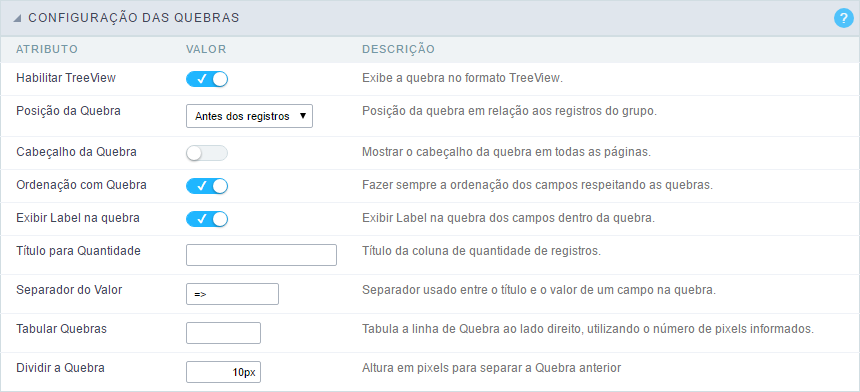 CONFIGURAÇÃO DAS QUEBRAS ?
ATRIBUTO VALOR DESCRIÇÃO
Habilitar TreeView Exibe a quebra no formato TreeView.
Posição da Quebra Antes dos registros Posição da quebra em relação aos registros do grupo.
Cabeçalho da Quebra Mostrar o cabeçalho da quebra em todas as páginas.
Ordenação com Quebra Fazer sempre a ordenação dos campos respeitando as quebras.
Exibir Label na quebra Exibir Label na quebra dos campos dentro da quebra.
Título para Quantidade Título da coluna de quantidade de registros.
Separador do Valor => Separador usado entre o título e o valor de um campo na quebra.
Tabular Quebras Tabula a linha de Quebra ao lado direito, utilizando o número de pixels informados.
Dividir a Quebra 10px Altura em pixels para separar a Quebra anterior